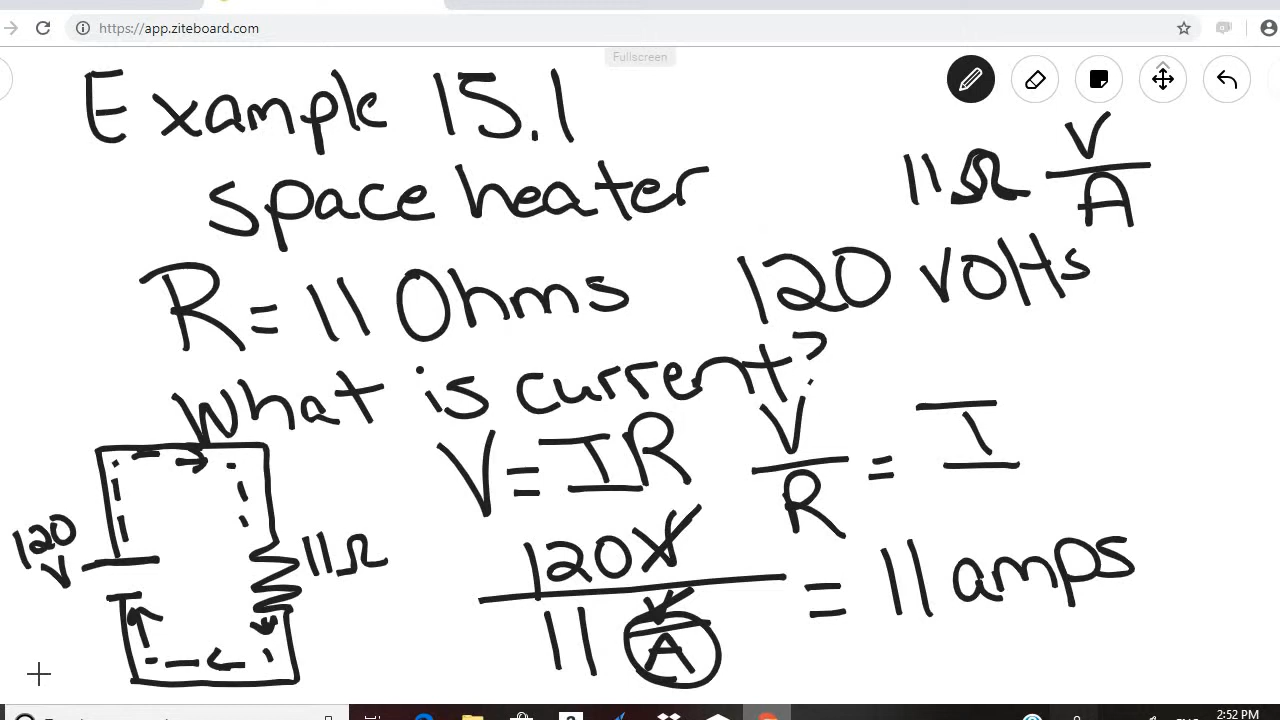 https://app.ziteboard.com
Fullscreen
Example 15.1
space heater
11Ω V/A
R = 11 Ohms 120 volts
What is current?
V = IR V/R = I
120 V
11Ω
120V / 11 V/A = 11 amps
2:52 PM